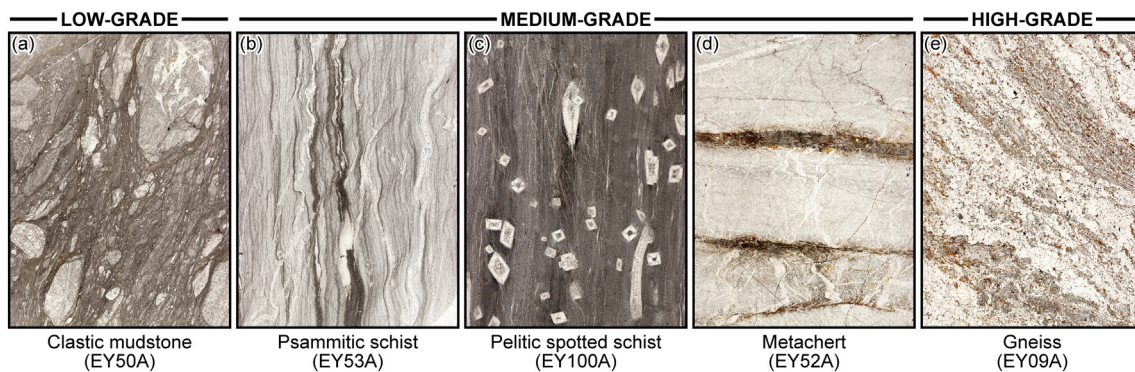 LOW-GRADE
MEDIUM-GRADE
HIGH-GRADE
(a)
(b)
(c)
(d)
(e)
Clastic mudstone
(EY50A)
Psammitic schist
(EY53A)
Pelitic spotted schist
(EY100A)
Metachert
(EY52A)
Gneiss
(EY09A)